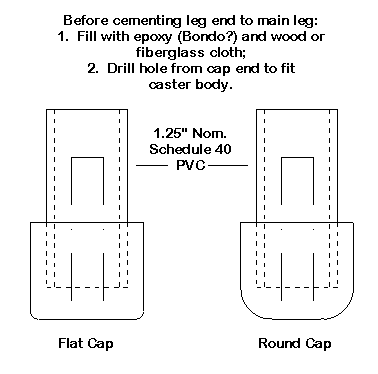 Before cementing leg end to main leg:
1. Fill with epoxy (Bondo?) and wood or
fiberglass cloth;
2. Drill hole from cap end to fit
caster body.
1.25" Nom.
Schedule 40
PVC
Flat Cap
Round Cap